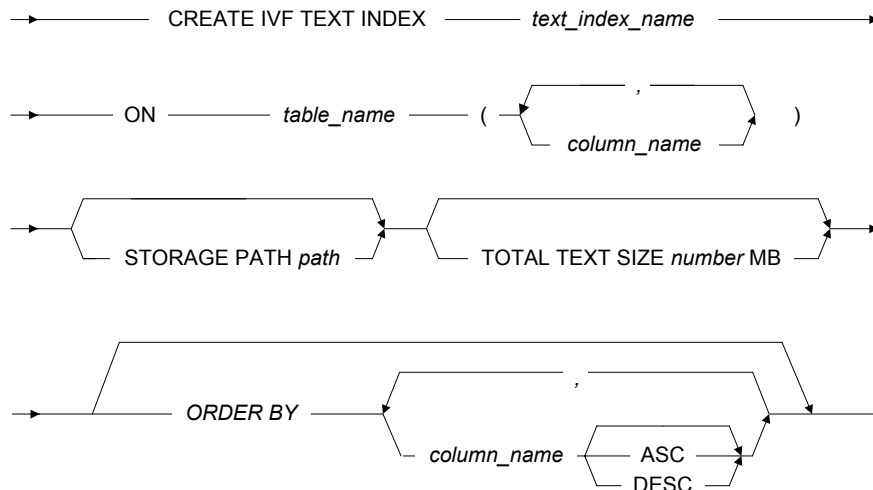 CREATE IVF TEXT INDEX text_index_name
,
ON table_name ( )
column_name
STORAGE PATH path TOTAL TEXT SIZE number MB
,
ORDER BY
column_name ASC
DESC